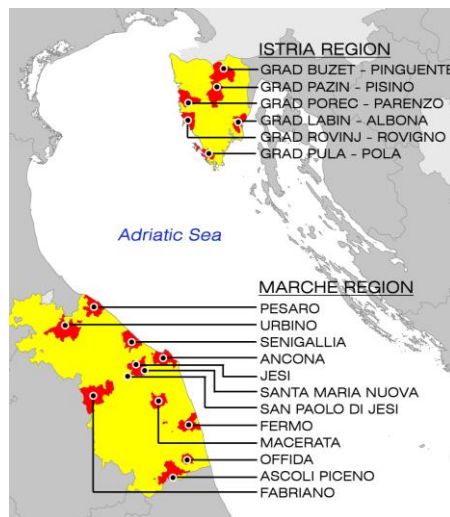 ISTRIA REGION
GRAD BUZET - PINGUENTE
GRAD PAZIN - PISINO
GRAD POREC - PARENZO
GRAD LABIN - ALBONA
GRAD ROVINJ - ROVIGNO
GRAD PULA - POLA
Adriatic Sea
MARCHE REGION
PESARO
URBINO
SENIGALLIA
ANCONA
JESI
SANTA MARIA NUOVA
SAN PAOLO DI JESI
FERMO
MACERATA
OFFIDA
ASCOLI PICENO
FABRIANO